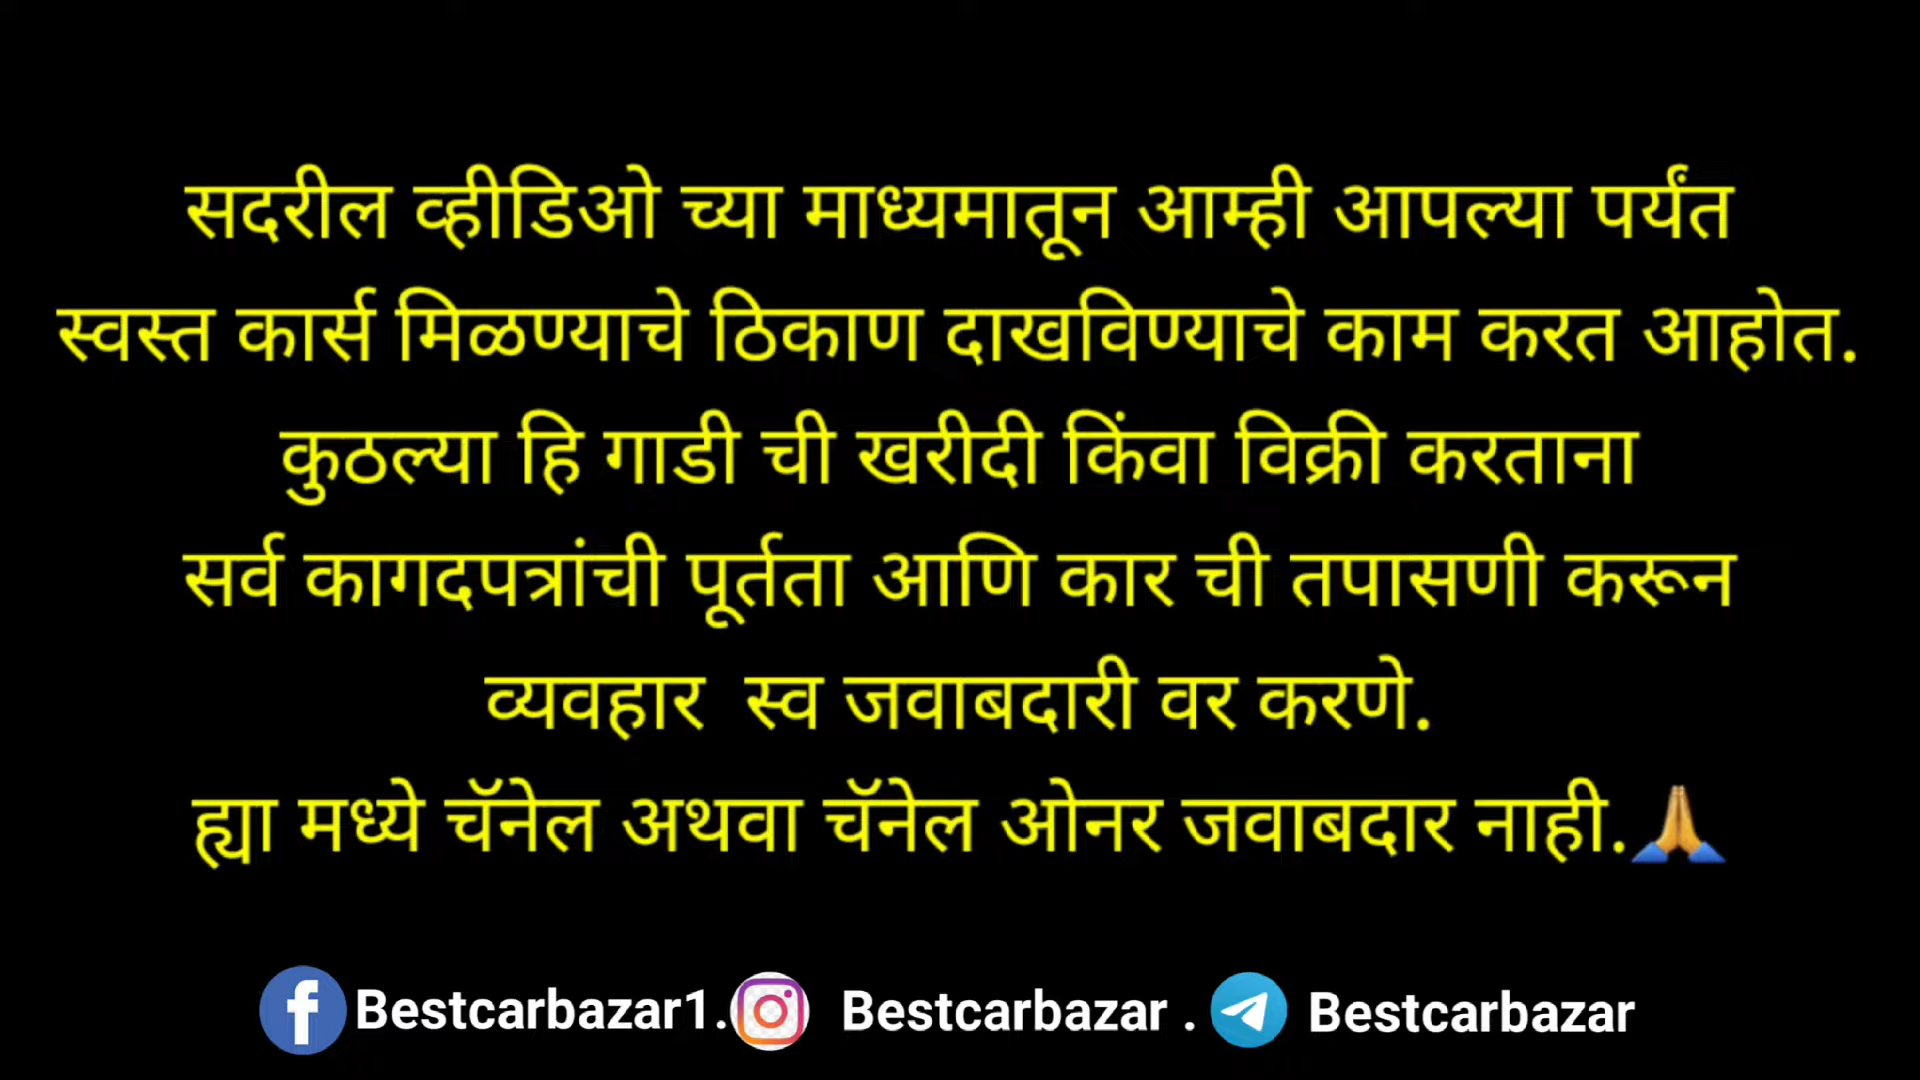 सदरील व्हीडिओ च्या माध्यमातून आम्ही आपल्या पर्यंत
स्वस्त कार्स मिळण्याचे ठिकाण दाखविण्याचे काम करत आहोत.
कुठल्या हि गाडी ची खरीदी किंवा विक्री करताना
सर्व कागदपत्रांची पूर्तता आणि कार ची तपासणी करून
व्यवहार स्व जवाबदारी वर करणे.
ह्या मध्ये चॅनेल अथवा चॅनेल ओनर जवाबदार नाही.🙏
Bestcarbazar1. Bestcarbazar . Bestcarbazar